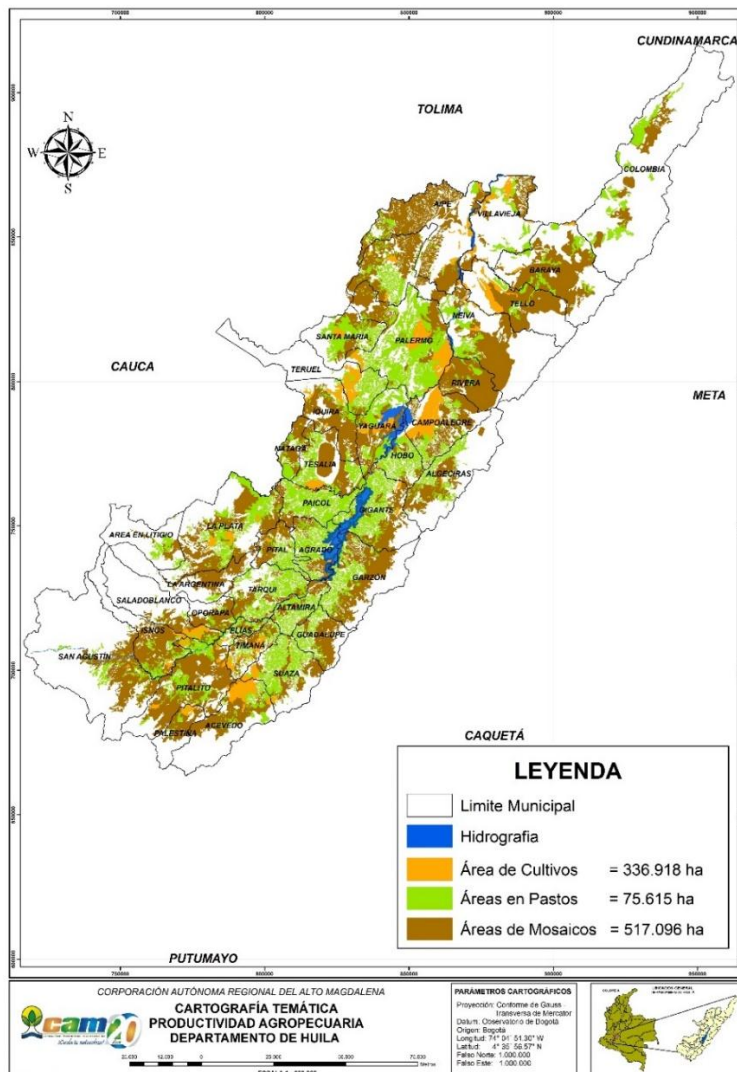 CUNDINAMARCA
TOLIMA
N
W E
S
COLOMBIA
AIPE
VILLAVIEJA
BARAYA
TELLO
NEIVA
SANTA MARIA
PALERMO
CAUCA
TERUEL
RIVERA
META
IQUIRA
YAGUARÁ
CAMPOALEGRE
NATAGA
HOBO
TESALIA
ALGECIRAS
PAICOL
GIGANTE
LA PLATA
AREA EN LITIGIO
PITAL
AGRADO
LA ARGENTINA
GARZÓN
TARQUI
SALADOBLANCO
OPORAPA
ALTAMIRA
ISNOS
ELIAS
GUADALUPE
TIMANÁ
SAN AGUSTÍN
SUAZA
PITALITO
ACEVEDO
PALESTINA
CAQUETÁ
PUTUMAYO
LEYENDA
Limite Municipal
Hidrografia
Área de Cultivos = 336.918 ha
Áreas en Pastos = 75.615 ha
Áreas de Mosaicos = 517.096 ha
CORPORACIÓN AUTÓNOMA REGIONAL DEL ALTO MAGDALENA
cam 20
CARTOGRAFÍA TEMÁTICA
PRODUCTIVIDAD AGROPECUARIA
DEPARTAMENTO DE HUILA
PARÁMETROS CARTOGRÁFICOS
Proyección: Conforme de Gauss
Transversa de Mercator
Datum: Observatorio de Bogotá
Origen: Bogotá
Falso Norte: 1.000.000
Falso Este: 1.000.000